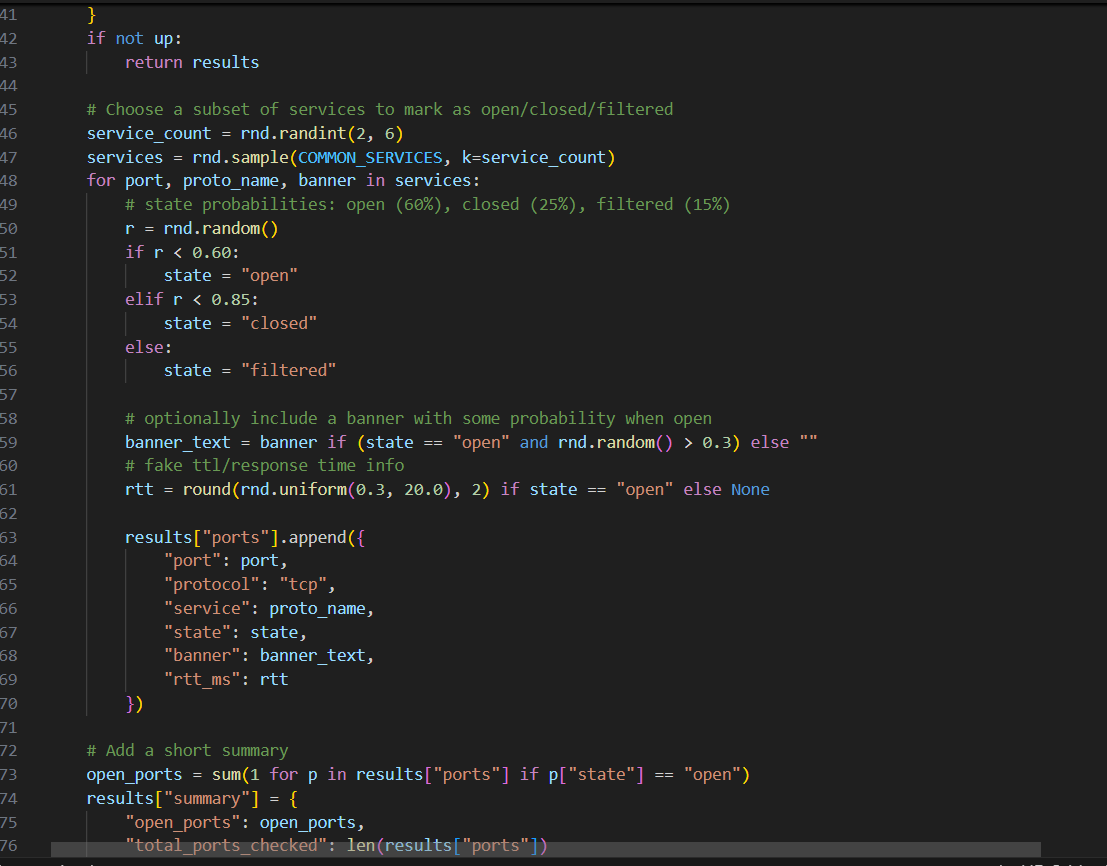 41 }
42 if not up:
43 return results
44
45 # Choose a subset of services to mark as open/closed/filtered
46 service_count = rnd.randint(2, 6)
47 services = rnd.sample(COMMON_SERVICES, k=service_count)
48 for port, proto_name, banner in services:
49 # state probabilities: open (60%), closed (25%), filtered (15%)
50 r = rnd.random()
51 if r < 0.60:
52 state = "open"
53 elif r < 0.85:
54 state = "closed"
55 else:
56 state = "filtered"
57
58 # optionally include a banner with some probability when open
59 banner_text = banner if (state == "open" and rnd.random() > 0.3) else ""
60 # fake ttl/response time info
61 rtt = round(rnd.uniform(0.3, 20.0), 2) if state == "open" else None
62
63 results["ports"].append({
64 "port": port,
65 "protocol": "tcp",
66 "service": proto_name,
67 "state": state,
68 "banner": banner_text,
69 "rtt_ms": rtt
70 })
71
72 # Add a short summary
73 open_ports = sum(1 for p in results["ports"] if p["state"] == "open")
74 results["summary"] = {
75 "open_ports": open_ports,
76 "total_ports_checked": len(results["ports"])